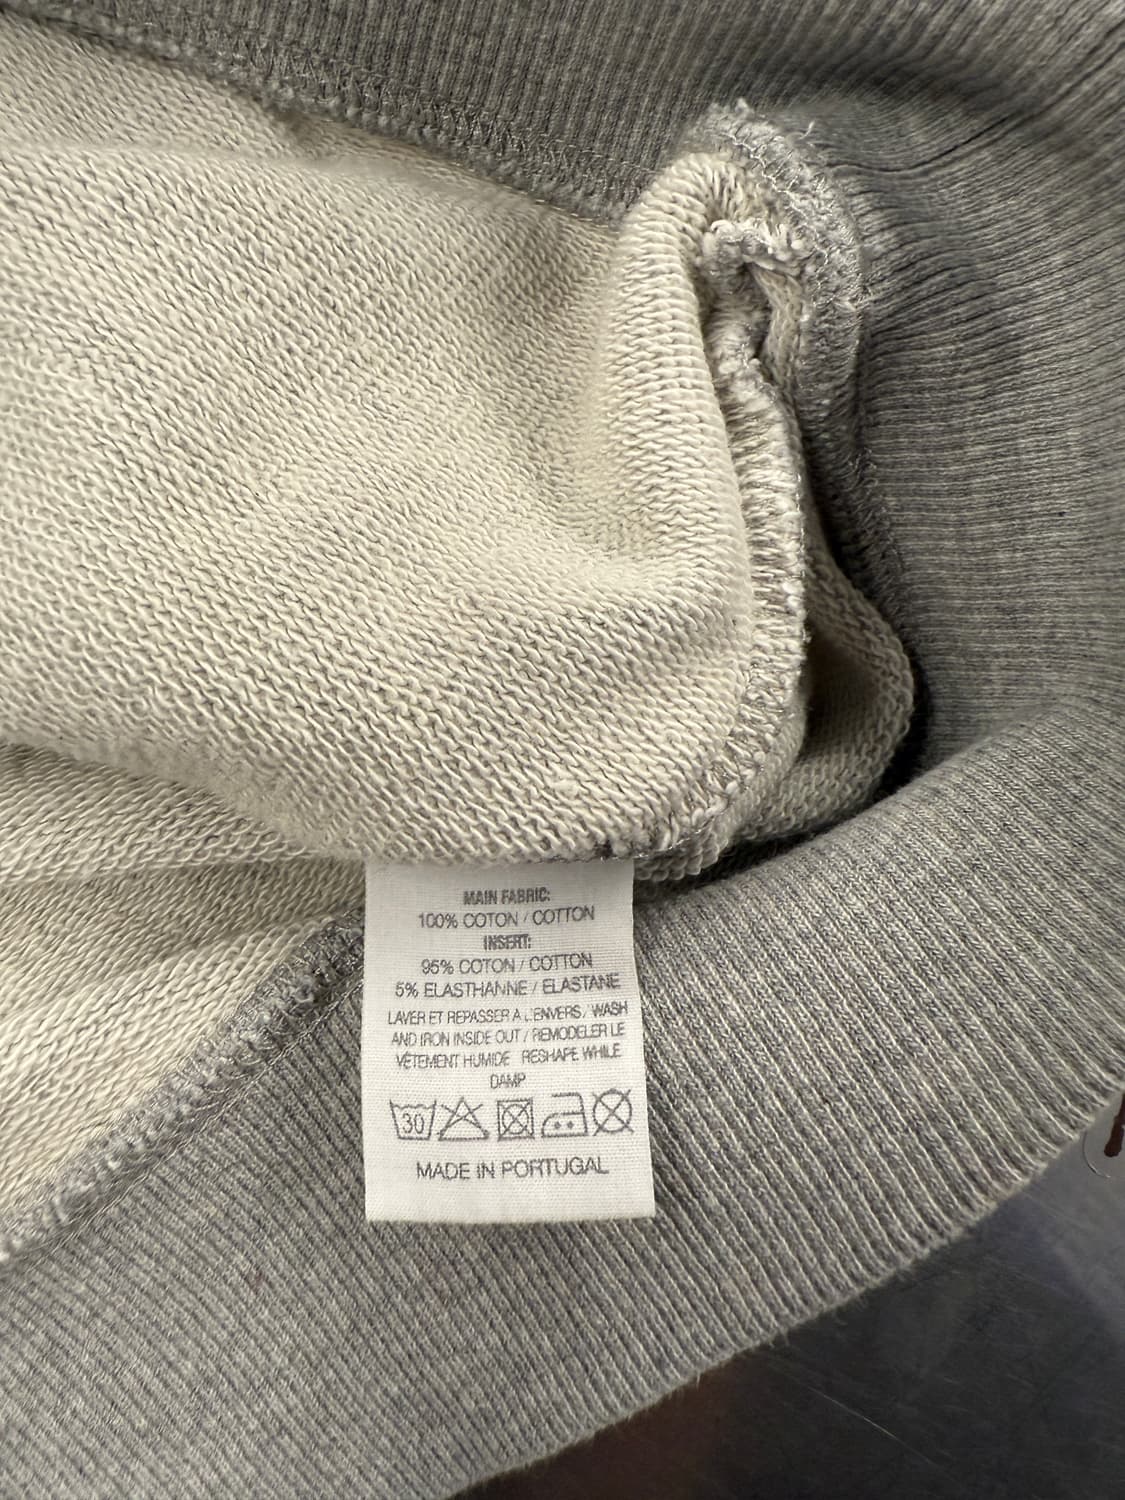 MAIN FABRIC:
100% COTON / COTTON
INSERT:
95% COTON / COTTON
5% ELASTHANNE / ELASTANE
LAVER ET REPASSER A L'ENVERS / WASH
AND IRON INSIDE OUT / REMODELER LE
VÊTEMENT HUMIDE RESHAPE WHILE
DAMP
30
MADE IN PORTUGAL